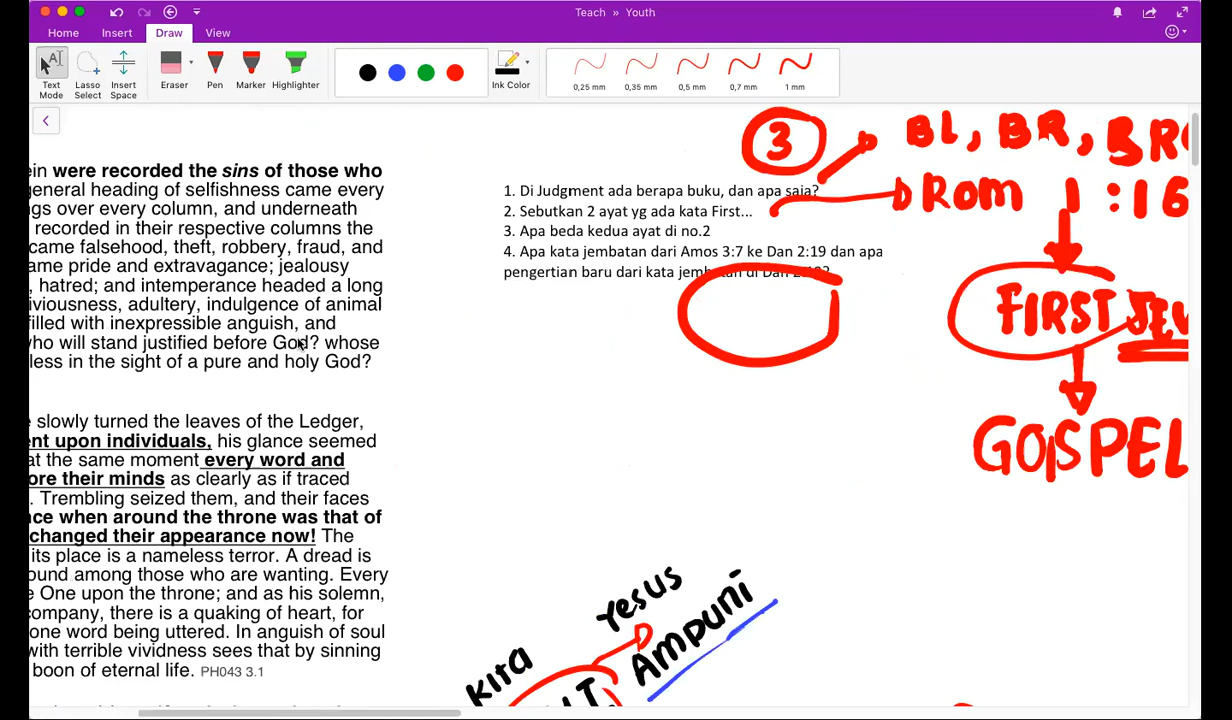 Teach » Youth
Home Insert Draw View
Text Mode
Lasso Select
Insert Space
Eraser
Pen
Marker
Highlighter
Ink Color
0,25 mm
0,35 mm
0,5 mm
0,7 mm
1 mm
ein were recorded the sins of those who
general heading of selfishness came every
ngs over every column, and underneath
recorded in their respective columns the
came falsehood, theft, robbery, fraud, and
ame pride and extravagance; jealousy
, hatred; and intemperance headed a long
iviousness, adultery, indulgence of animal
filled with inexpressible anguish, and
who will stand justified before God? whose
less in the sight of a pure and holy God?
e slowly turned the leaves of the Ledger,
ent upon individuals, his glance seemed
at the same moment every word and
ore their minds as clearly as if traced
. Trembling seized them, and their faces
nce when around the throne was that of
changed their appearance now! The
its place is a nameless terror. A dread is
ound among those who are wanting. Every
e One upon the throne; and as his solemn,
company, there is a quaking of heart, for
one word being uttered. In anguish of soul
with terrible vividness sees that by sinning
boon of eternal life. PH043 3.1
1. Di Judgment ada berapa buku, dan apa saja?
2. Sebutkan 2 ayat yg ada kata First...
3. Apa beda kedua ayat di no.2
4. Apa kata jembatan dari Amos 3:7 ke Dan 2:19 dan apa
pengertian baru dari kata jembatan di Dan
3
BL, BR, BR
Rom 1:16
FIRST JEW
GOSPEL
Yesus
Ampuni
Kita